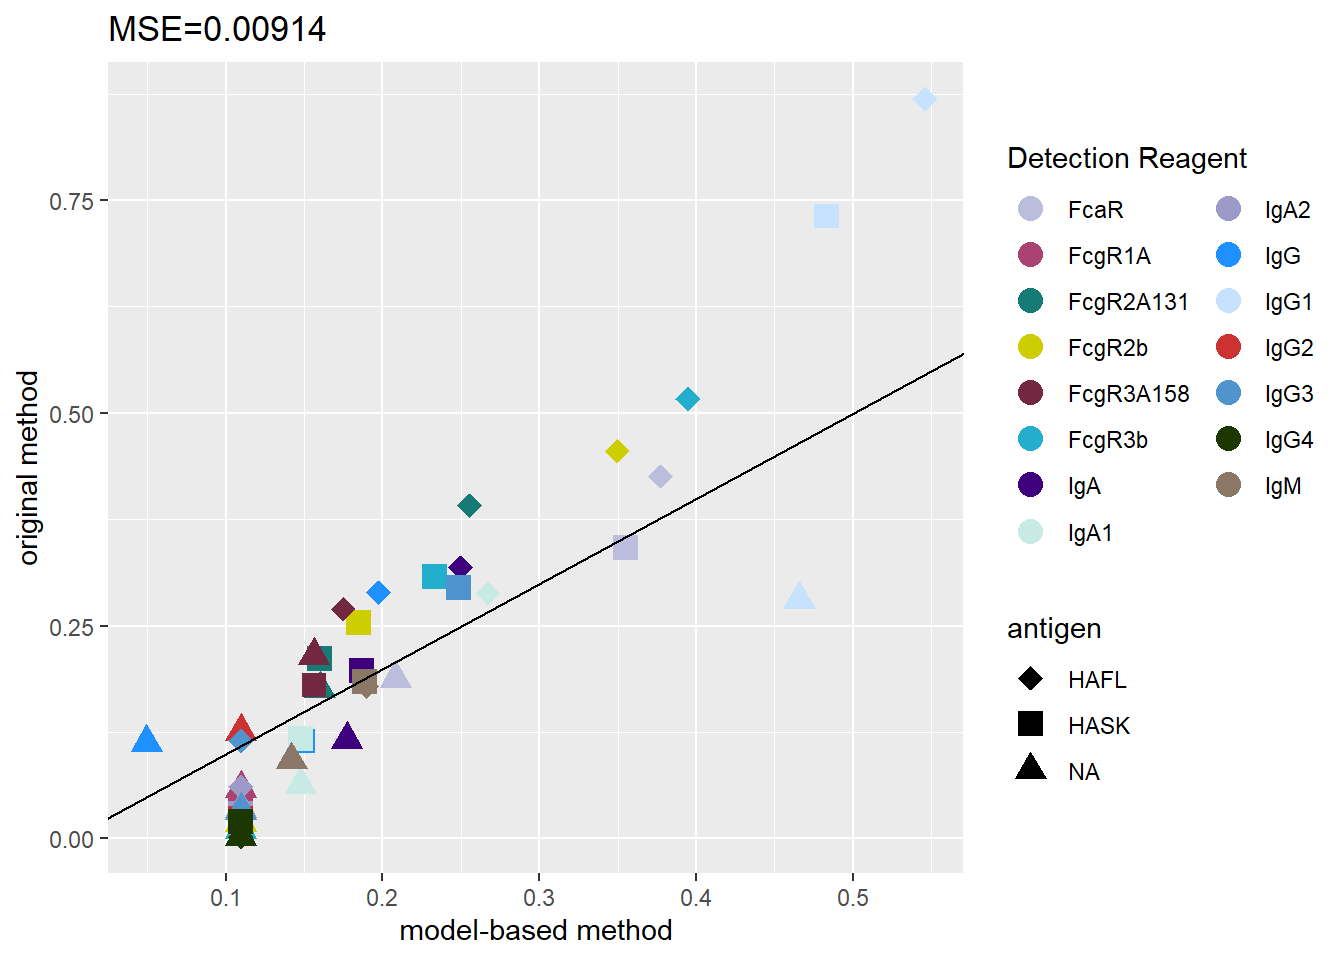 MSE=0.00914
original method
0.75
0.50
0.25
0.00
0.1 0.2 0.3 0.4 0.5
model-based method
Detection Reagent
FcaR IgA2
FcgR1A IgG
FcgR2A131 IgG1
FcgR2b IgG2
FcgR3A158 IgG3
FcgR3b IgG4
IgA IgM
IgA1
antigen
HAFL
HASK
NA